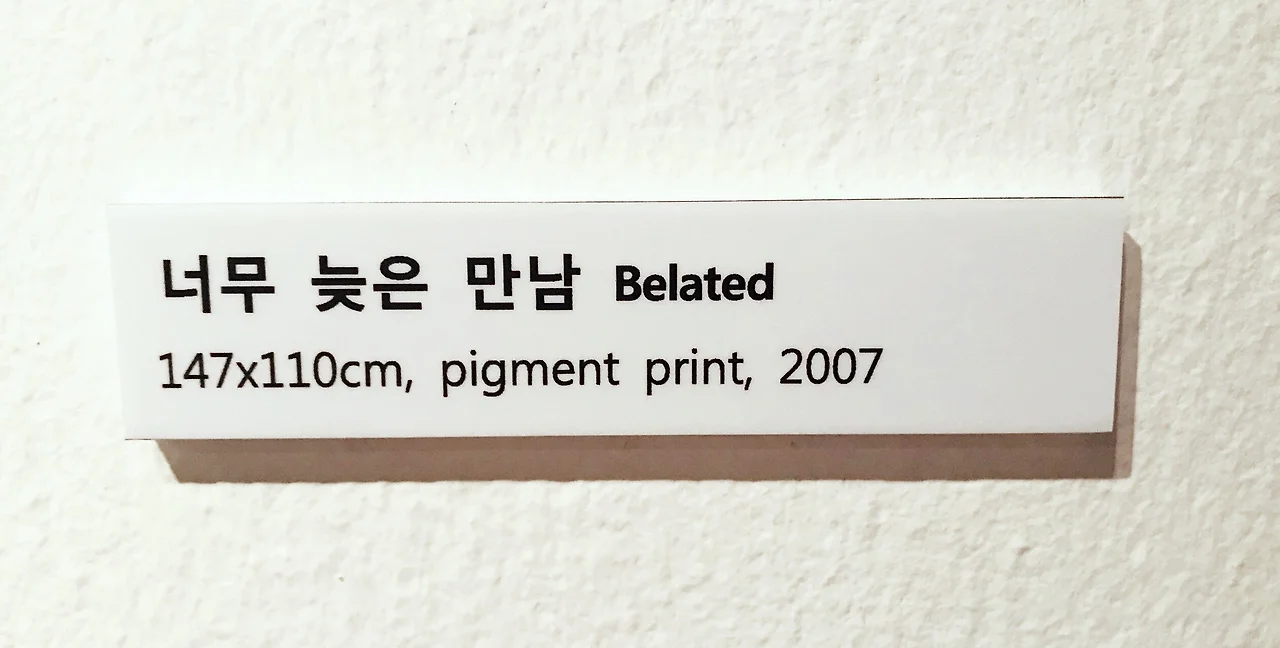 너무 늦은 만남 Belated
147x110cm, pigment print, 2007